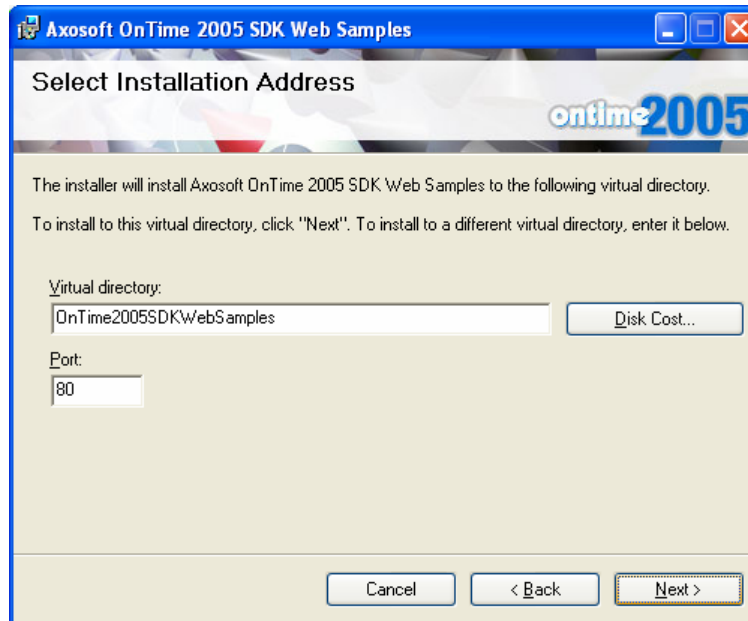 Axosoft OnTime 2005 SDK Web Samples
Select Installation Address
ontime2005
The installer will install Axosoft OnTime 2005 SDK Web Samples to the following virtual directory.
To install to this virtual directory, click "Next". To install to a different virtual directory, enter it below.
Virtual directory:
OnTime2005SDKWebSamples
Disk Cost...
Port:
80
Cancel
< Back
Next >